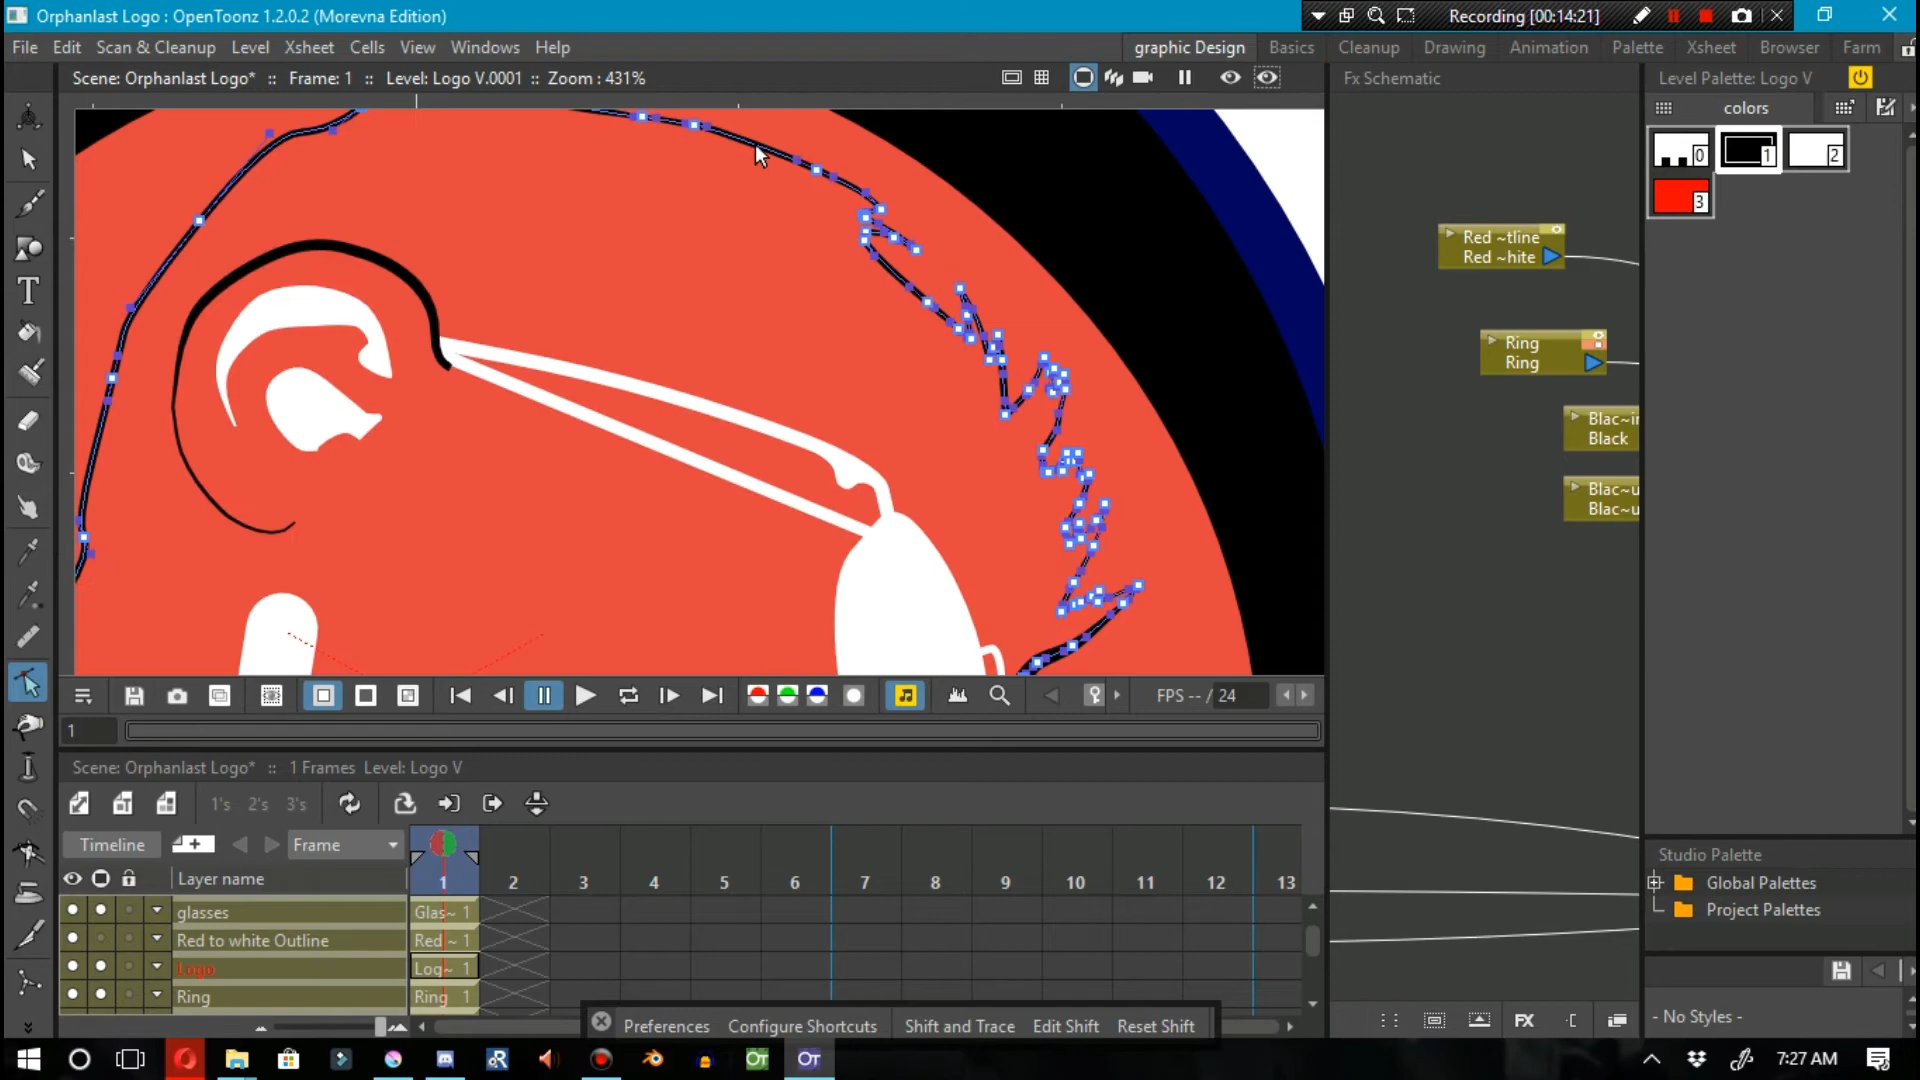 Orphanlast Logo : OpenToonz 1.2.0.2 (Morevna Edition)
Recording [00:14:21]
File Edit Scan & Cleanup Level Xsheet Cells View Windows Help
graphic Design Basics Cleanup Drawing Animation Palette Xsheet Browser Farm
Scene: Orphanlast Logo* :: Frame: 1 :: Level: Logo V.0001 :: Zoom : 431%
Fx Schematic
Level Palette: Logo V
colors
0 1 2
3
Red ~tline
Red ~hite
Ring
Ring
Blac~in
Black
Blac~u
Blac~u
FPS -- / 24
1
Scene: Orphanlast Logo* :: 1 Frames Level: Logo V
1's 2's 3's
Timeline
Frame
Layer name
1 2 3 4 5 6 7 8 9 10 11 12 13
glasses
Glas~ 1
Red to white Outline
Red ~ 1
Logo
Log~ 1
Ring
Ring 1
Studio Palette
Global Palettes
Project Palettes
- No Styles -
FX
Preferences Configure Shortcuts Shift and Trace Edit Shift Reset Shift
OT
OT
7:27 AM